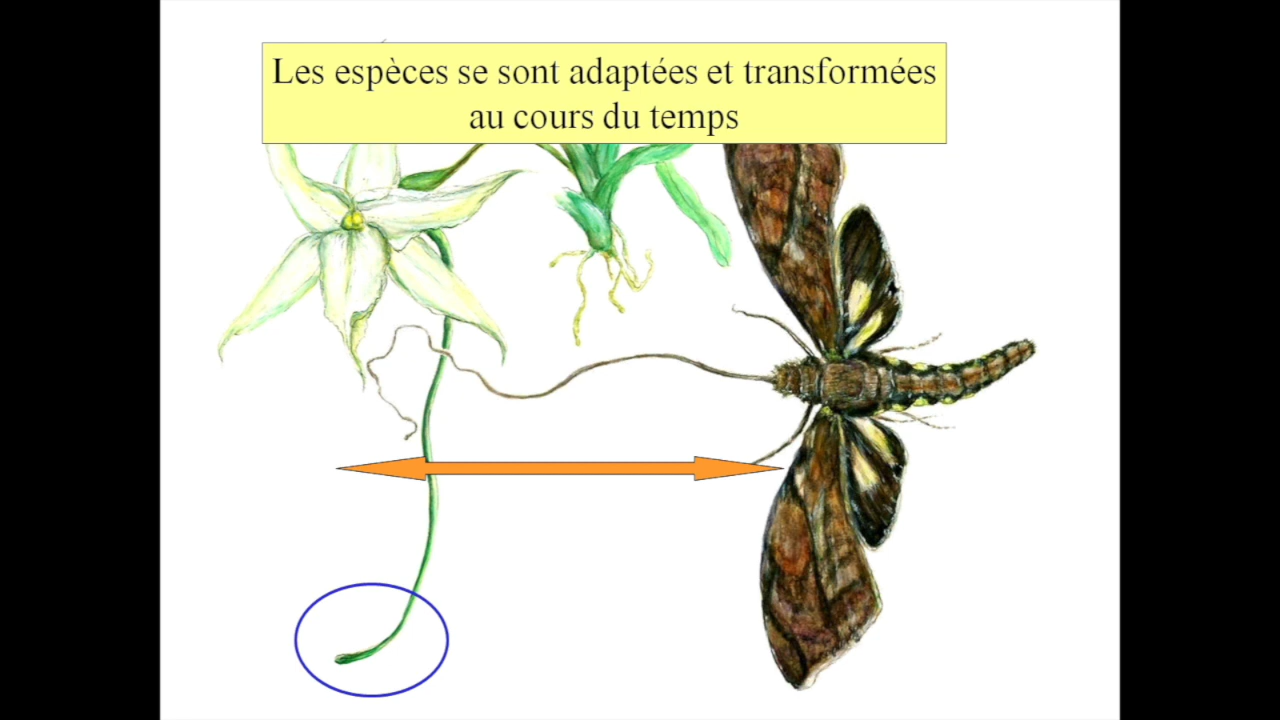 Les espèces se sont adaptées et transformées
au cours du temps